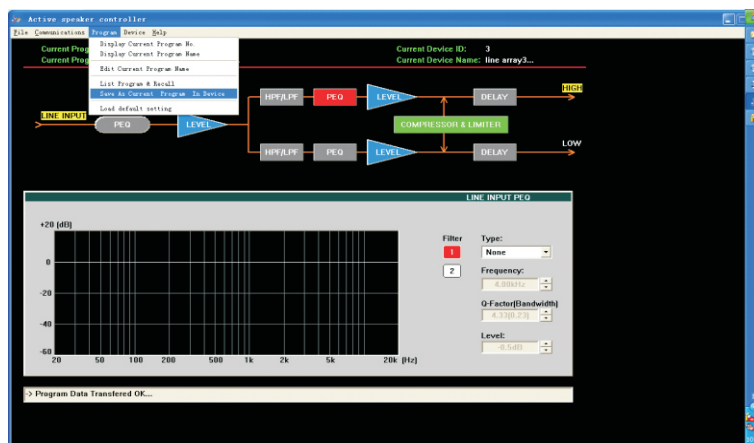 Active speaker controller
File Communications Program Device Help
Current Prog
Current Prog
Display Current Program No
Display Current Program Name
Edit Current Program Name
List Program & Recall
Save As Current Program In Device
Load default setting
Current Device ID: 3
Current Device Name: line array3...
HIGH
HPF/LPF PEQ LEVEL DELAY
LINE INPUT
PEQ LEVEL
COMPRESSOR & LIMITER
LOW
HPF/LPF PEQ LEVEL DELAY
LINE INPUT PEQ
+20 (dB)
0
-20
-40
-60
20 50 100 200 500 1k 2k 5k 20k (Hz)
Filter
1
2
Type:
None
Frequency:
4.00kHz
Q-Factor(Bandwidth)
4.33(0.23)
Level:
-8.5dB
-> Program Data Transfered OK...